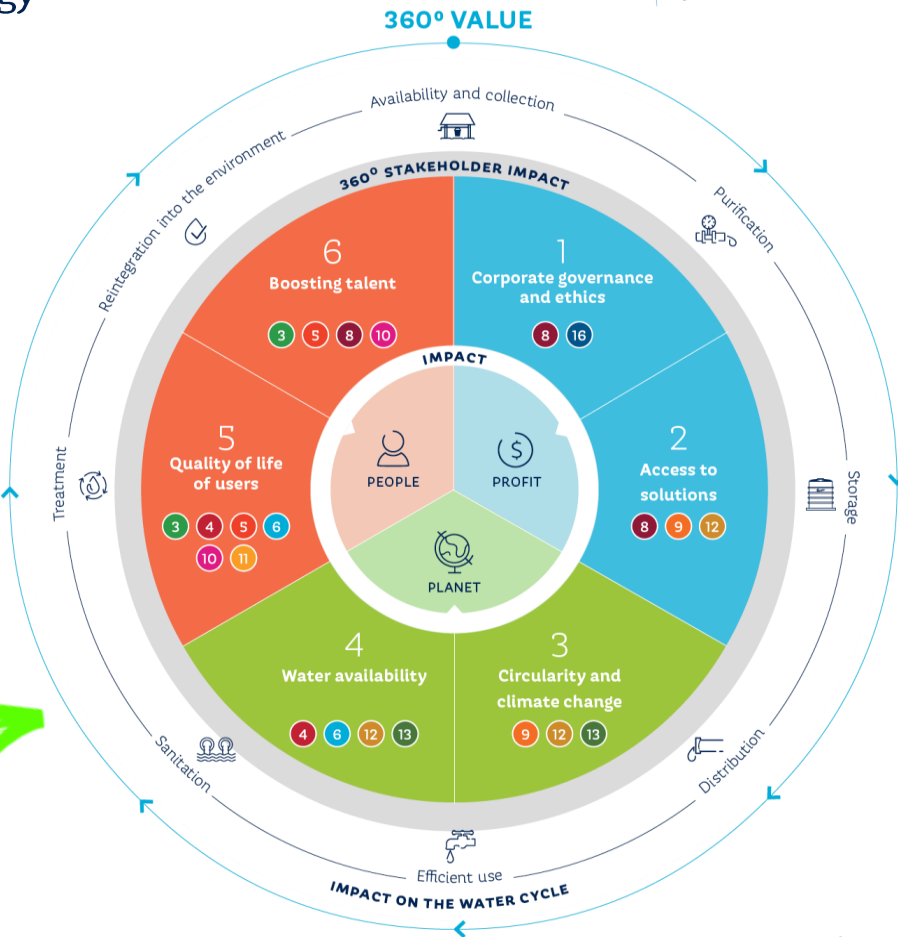 gy
360º VALUE
Availability and collection
Purification
Storage
Distribution
Efficient use
Sanitation
Treatment
Reintegration into the environment
IMPACT ON THE WATER CYCLE
360º STAKEHOLDER IMPACT
1
Corporate governance
and ethics
8 16
2
Access to
solutions
8 9 12
3
Circularity and
climate change
9 12 13
4
Water availability
4 6 12 13
5
Quality of life
of users
3 4 5 6
10 11
6
Boosting talent
3 5 8 10
IMPACT
PEOPLE
$
PROFIT
PLANET